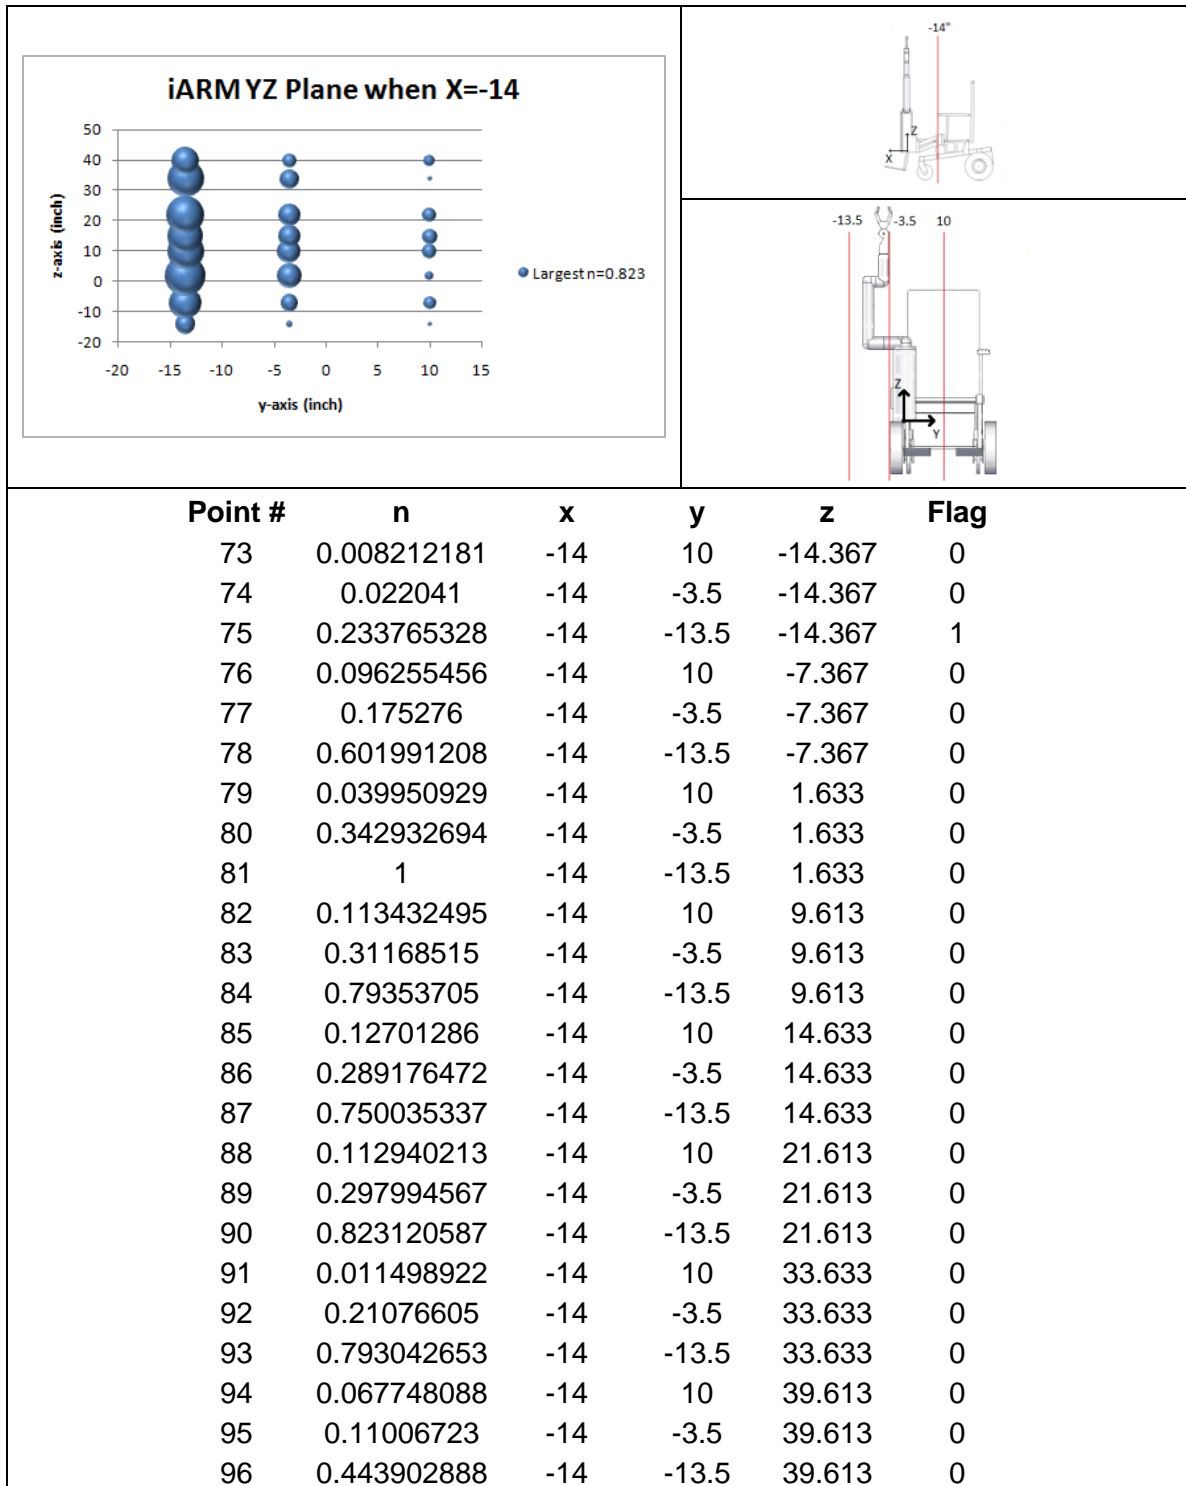 iARM YZ Plane when X=-14
50
40
30
20
10
0
-10
-20
-20 -15 -10 -5 0 5 10 15
z-axis (inch)
y-axis (inch)
Largest n=0.823
-14"
Z
X
-13.5 -3.5 10
Z
Y
Point # n x y z Flag
73 0.008212181 -14 10 -14.367 0
74 0.022041 -14 -3.5 -14.367 0
75 0.233765328 -14 -13.5 -14.367 1
76 0.096255456 -14 10 -7.367 0
77 0.175276 -14 -3.5 -7.367 0
78 0.601991208 -14 -13.5 -7.367 0
79 0.039950929 -14 10 1.633 0
80 0.342932694 -14 -3.5 1.633 0
81 1 -14 -13.5 1.633 0
82 0.113432495 -14 10 9.613 0
83 0.31168515 -14 -3.5 9.613 0
84 0.79353705 -14 -13.5 9.613 0
85 0.12701286 -14 10 14.633 0
86 0.289176472 -14 -3.5 14.633 0
87 0.750035337 -14 -13.5 14.633 0
88 0.112940213 -14 10 21.613 0
89 0.297994567 -14 -3.5 21.613 0
90 0.823120587 -14 -13.5 21.613 0
91 0.011498922 -14 10 33.633 0
92 0.21076605 -14 -3.5 33.633 0
93 0.793042653 -14 -13.5 33.633 0
94 0.067748088 -14 10 39.613 0
95 0.11006723 -14 -3.5 39.613 0
96 0.443902888 -14 -13.5 39.613 0